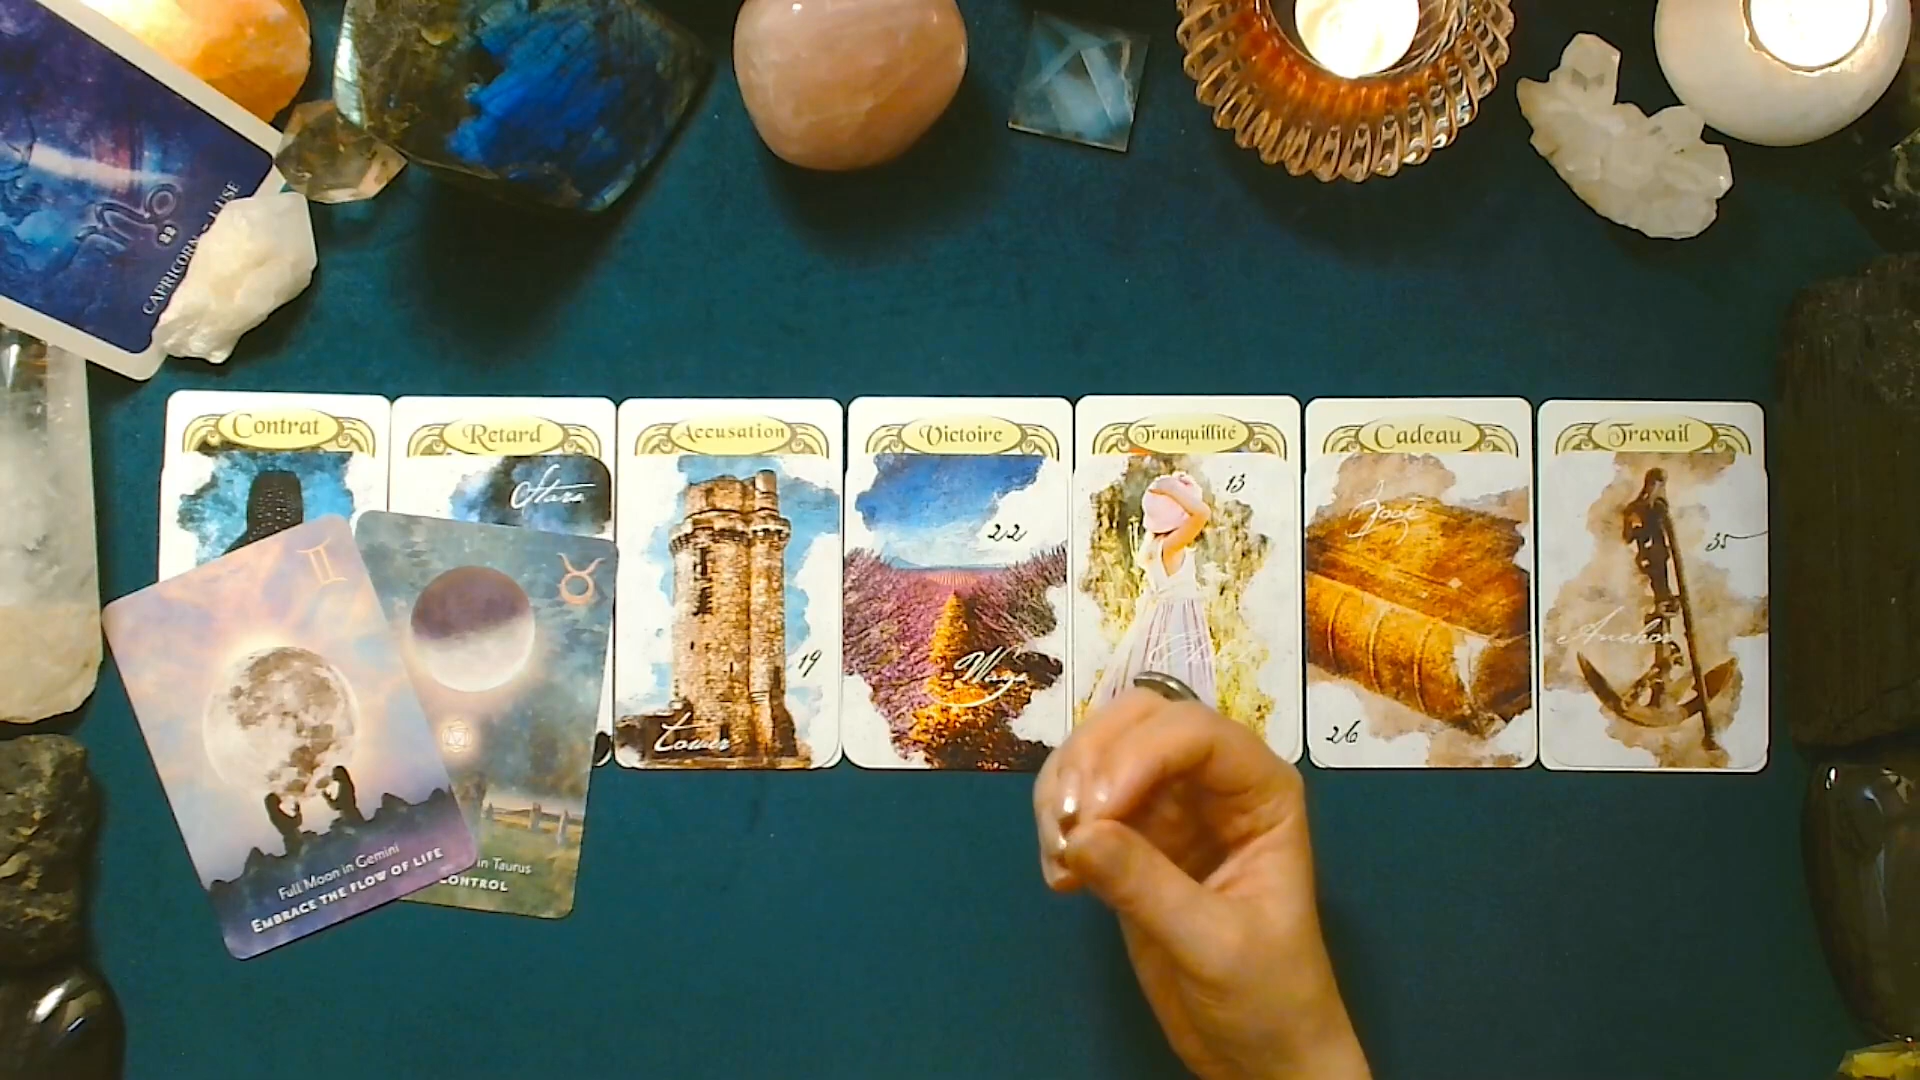 CAPRICORN
22
Contrat
Retard
Accusation
Victoire
Tranquillité
Cadeau
Travail
Stars
13
22
Book
35
Anchor
19
Ways
Tower
26
Full Moon in Gemini
EMBRACE THE FLOW OF LIFE
in Taurus
CONTROL